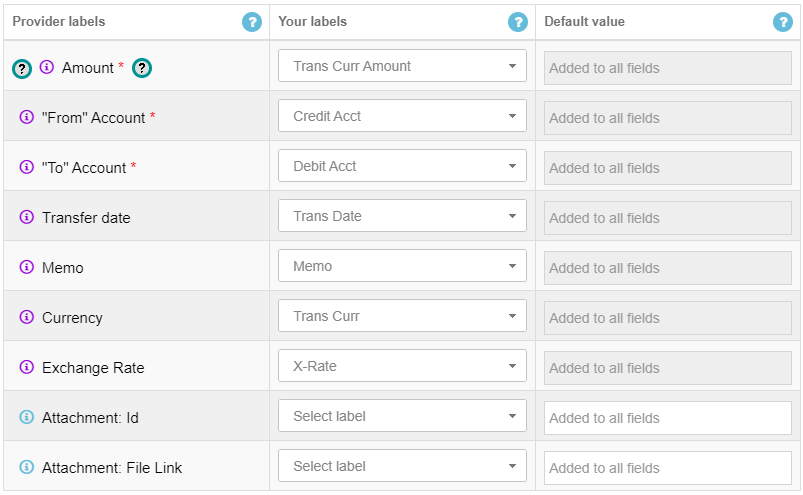 Provider labels ? Your labels ? Default value ?
? Amount * ? Trans Curr Amount Added to all fields
"From" Account * Credit Acct Added to all fields
"To" Account * Debit Acct Added to all fields
Transfer date Trans Date Added to all fields
Memo Memo Added to all fields
Currency Trans Curr Added to all fields
Exchange Rate X-Rate Added to all fields
Attachment: Id Select label Added to all fields
Attachment: File Link Select label Added to all fields